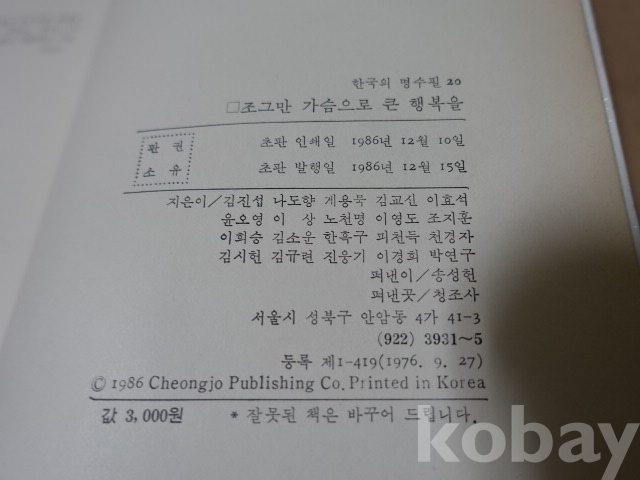 한국의 명수필 20
□조그만 가슴으로 큰 행복을
판 권
소 유
초판 인쇄일 1986년 12월 10일
초판 발행일 1986년 12월 15일
지은이/김진섭 나도향 계용묵 김교신 이효석
윤오영 이 상 노천명 이영도 조지훈
이희승 김소운 한흑구 피천득 천경자
김시헌 김규련 진웅기 이경희 박연구
펴낸이/송성헌
펴낸곳/청조사
서울시 성북구 안암동 4가 41-3
(922) 3931~5
등록 제1-419(1976. 9. 27)
© 1986 Cheongjo Publishing Co. Printed in Korea
값 3,000원 * 잘못된 책은 바꾸어 드립니다.
kobay